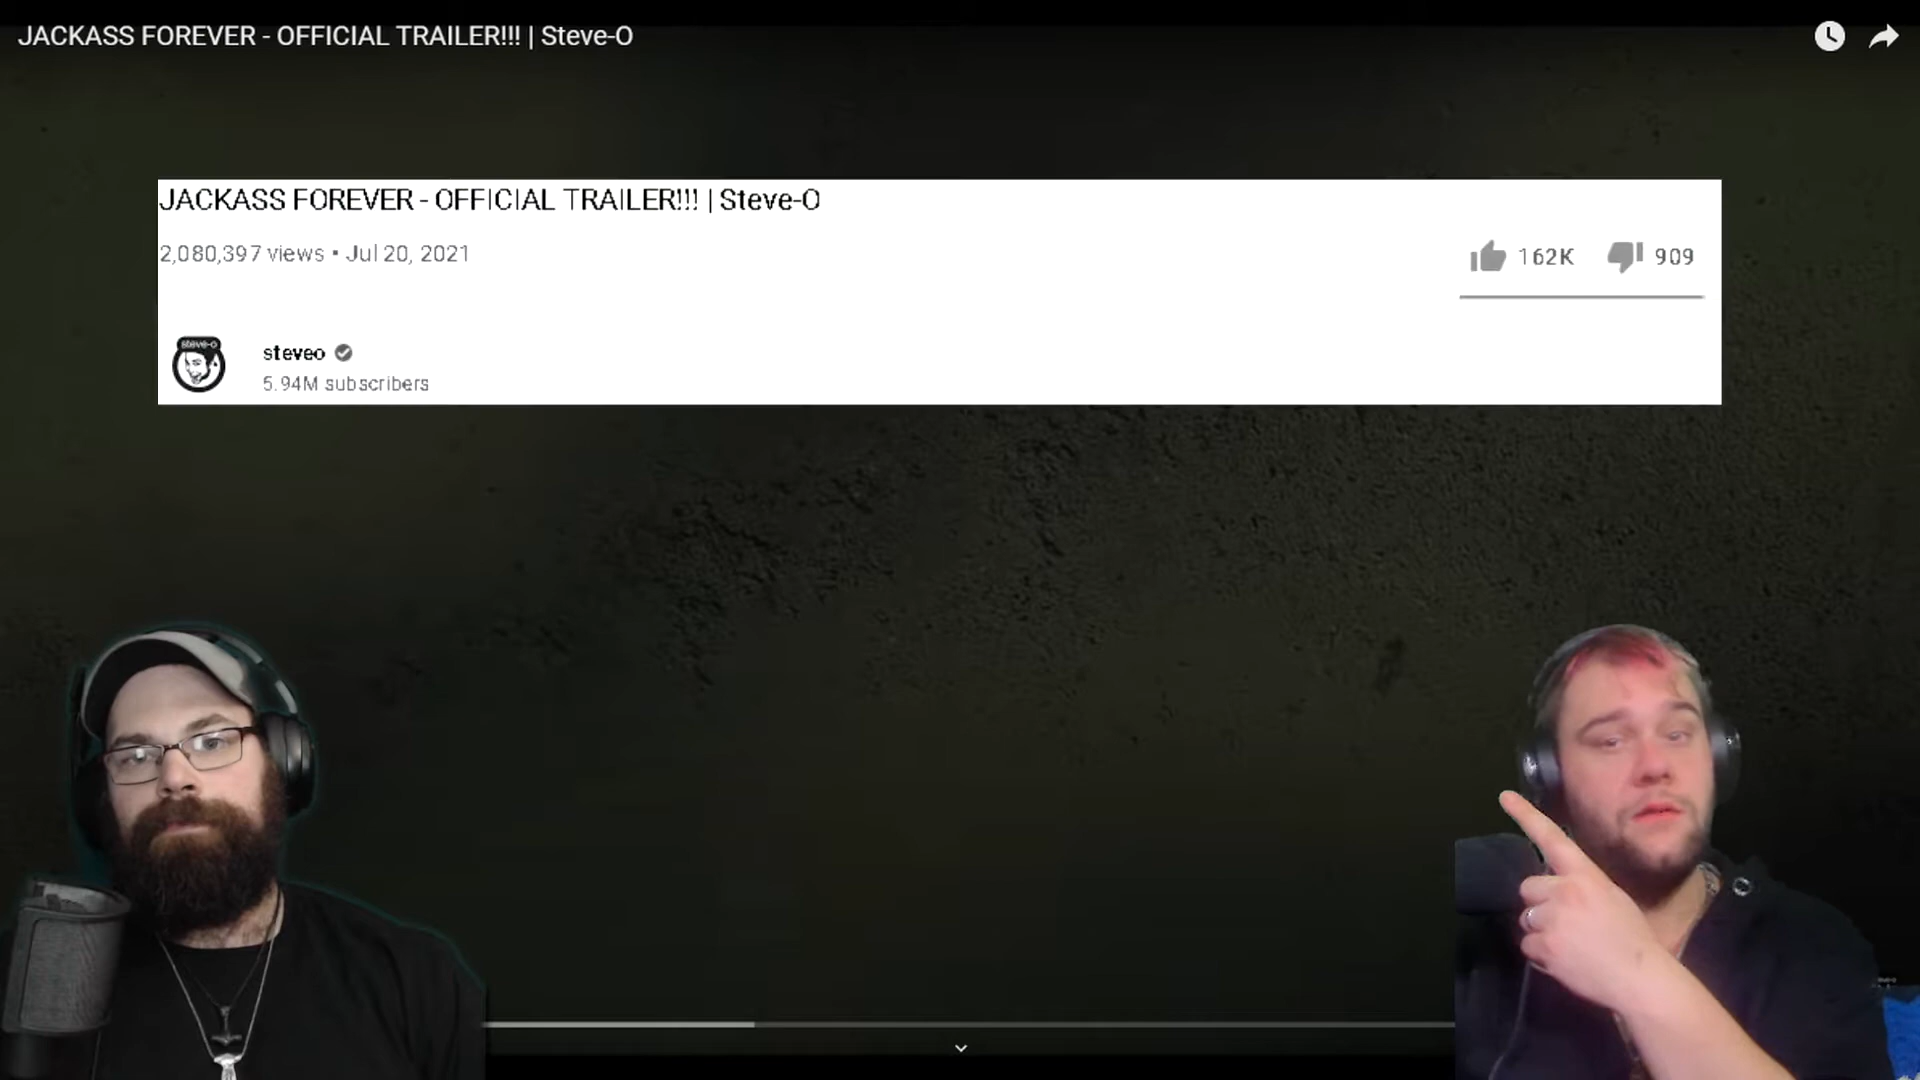 JACKASS FOREVER - OFFICIAL TRAILER!!! | Steve-O
JACKASS FOREVER - OFFICIAL TRAILER!!! | Steve-O
2,080,397 views • Jul 20, 2021
162K 909
steve-o
steveo
5.94M subscribers